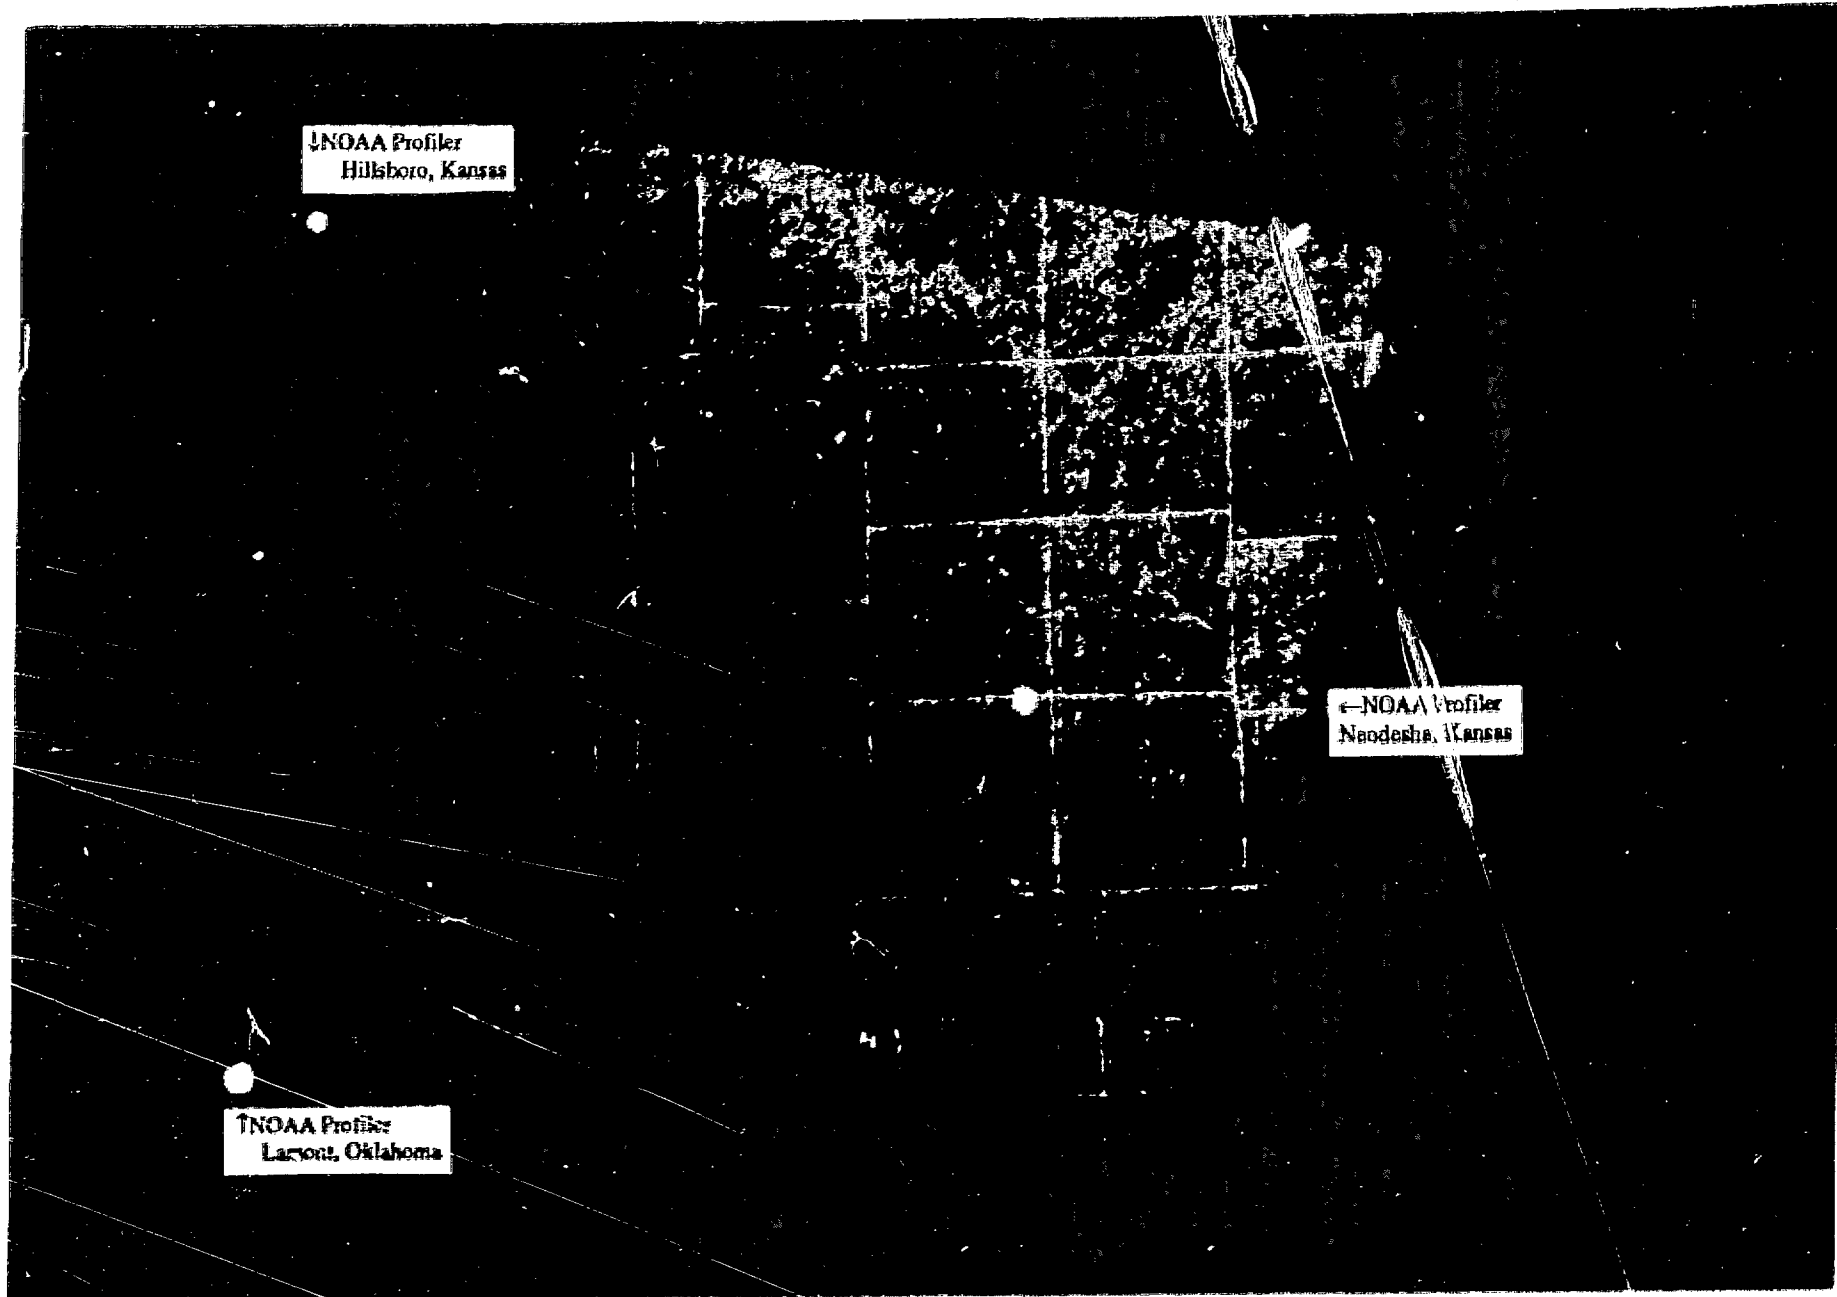 ↓NOAA Profiler
Hillsboro, Kansas
←NOAA Profiler
Neodesha, Kansas
↑NOAA Profiler
Lamont, Oklahoma